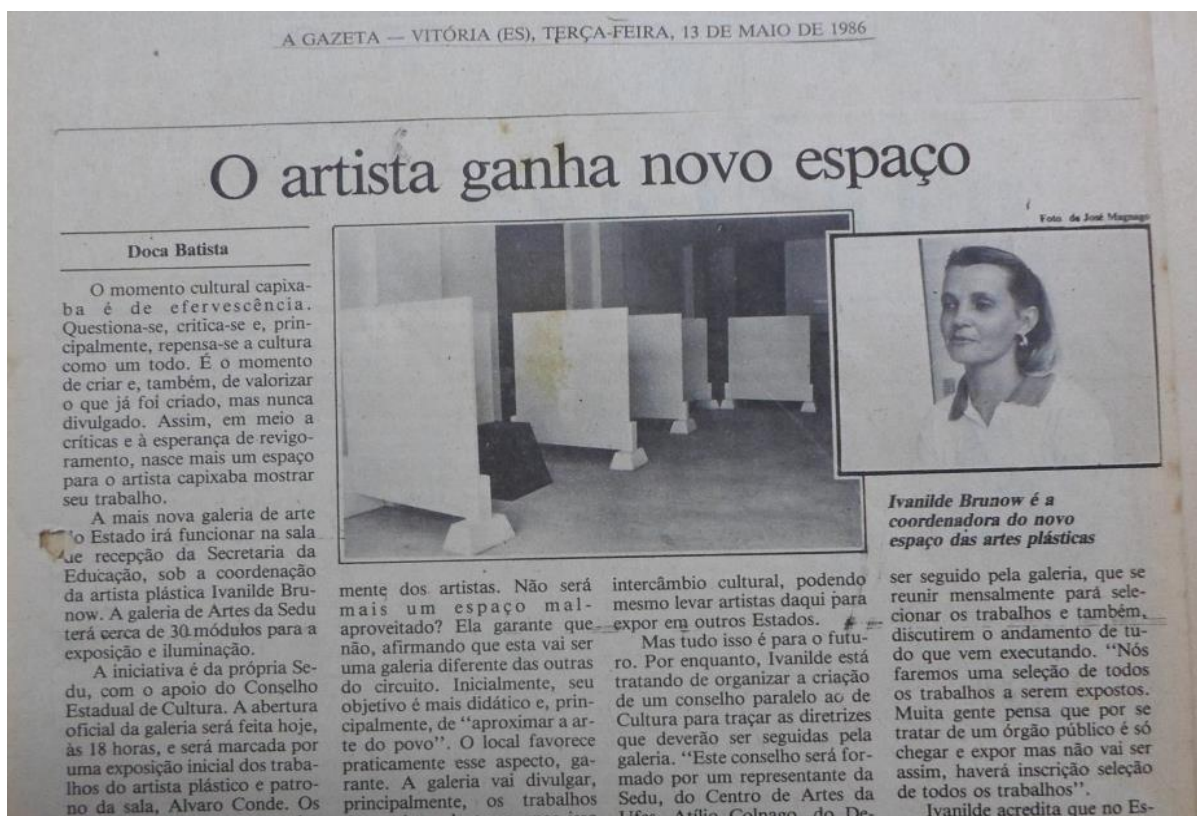 A GAZETA — VITÓRIA (ES), TERÇA-FEIRA, 13 DE MAIO DE 1986
O artista ganha novo espaço
Foto de José Magnago
Doca Batista
O momento cultural capixa-
ba é de efervescência.
Questiona-se, critica-se e, prin-
cipalmente, repensa-se a cultura
como um todo. É o momento
de criar e, também, de valorizar
o que já foi criado, mas nunca
divulgado. Assim, em meio a
críticas e à esperança de revigo-
ramento, nasce mais um espaço
para o artista capixaba mostrar
seu trabalho.
A mais nova galeria de arte
do Estado irá funcionar na sala
de recepção da Secretaria da
Educação, sob a coordenação
da artista plástica Ivanilde Bru-
now. A galeria de Artes da Sedu
terá cerca de 30 módulos para a
exposição e iluminação.
A iniciativa é da própria Se-
du, com o apoio do Conselho
Estadual de Cultura. A abertura
oficial da galeria será feita hoje,
às 18 horas, e será marcada por
uma exposição inicial dos traba-
lhos do artista plástico e patro-
no da sala, Alvaro Conde. Os
Ivanilde Brunow é a
coordenadora do novo
espaço das artes plásticas
mente dos artistas. Não será
mais um espaço mal-
aproveitado? Ela garante que
não, afirmando que esta vai ser
uma galeria diferente das outras
do circuito. Inicialmente, seu
objetivo é mais didático e, prin-
cipalmente, de “aproximar a ar-
te do povo”. O local favorece
praticamente esse aspecto, ga-
rante. A galeria vai divulgar,
principalmente, os trabalhos
intercâmbio cultural, podendo
mesmo levar artistas daqui para
expor em outros Estados.
Mas tudo isso é para o futu-
ro. Por enquanto, Ivanilde está
tratando de organizar a criação
de um conselho paralelo ao de
Cultura para traçar as diretrizes
que deverão ser seguidas pela
galeria. “Este conselho será for-
mado por um representante da
Sedu, do Centro de Artes da
Ufes, Atílio Colnago, do De-
ser seguido pela galeria, que se
reunir mensalmente pará sele-
cionar os trabalhos e também,
discutirem o andamento de tu-
do que vem executando. “Nós
faremos uma seleção de todos
os trabalhos a serem expostos.
Muita gente pensa que por se
tratar de um órgão público é só
chegar e expor mas não vai ser
assim, haverá inscrição seleção
de todos os trabalhos”.
Ivanilde acredita que no Es-